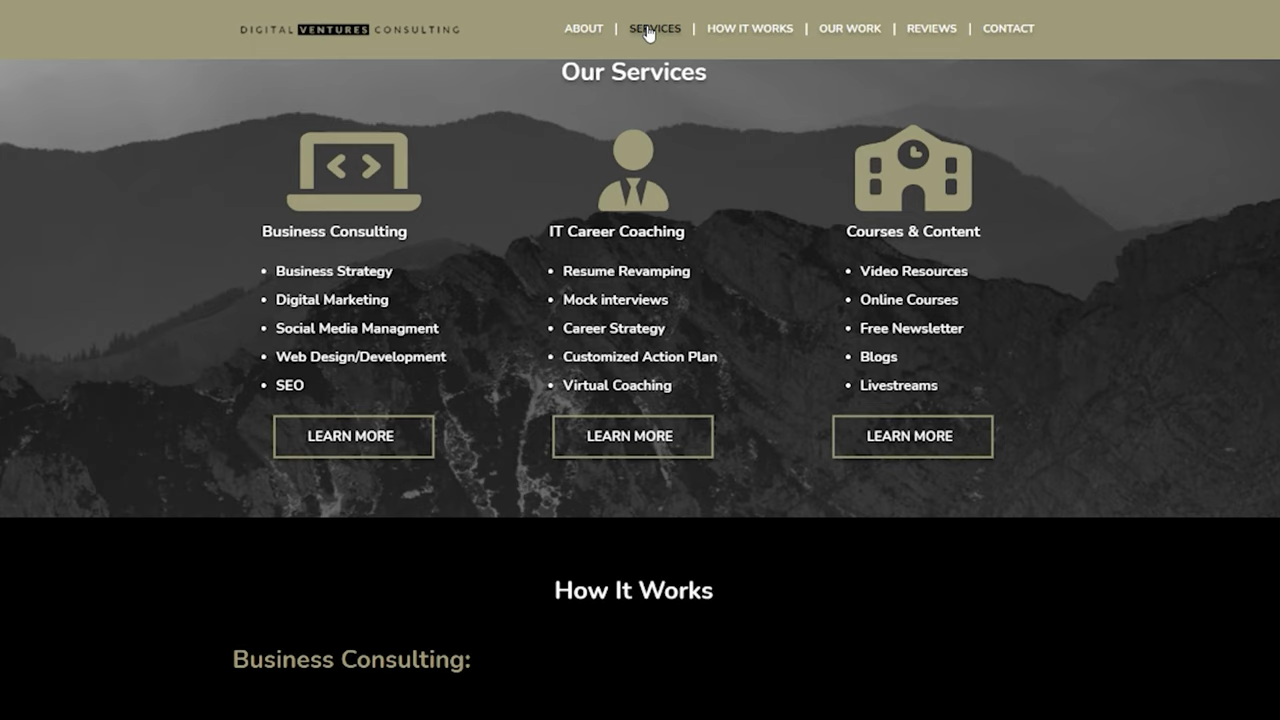 DIGITAL VENTURES CONSULTING
ABOUT | SERVICES | HOW IT WORKS | OUR WORK | REVIEWS | CONTACT
Our Services
Business Consulting
• Business Strategy
• Digital Marketing
• Social Media Managment
• Web Design/Development
• SEO
LEARN MORE
IT Career Coaching
• Resume Revamping
• Mock interviews
• Career Strategy
• Customized Action Plan
• Virtual Coaching
LEARN MORE
Courses & Content
• Video Resources
• Online Courses
• Free Newsletter
• Blogs
• Livestreams
LEARN MORE
How It Works
Business Consulting: